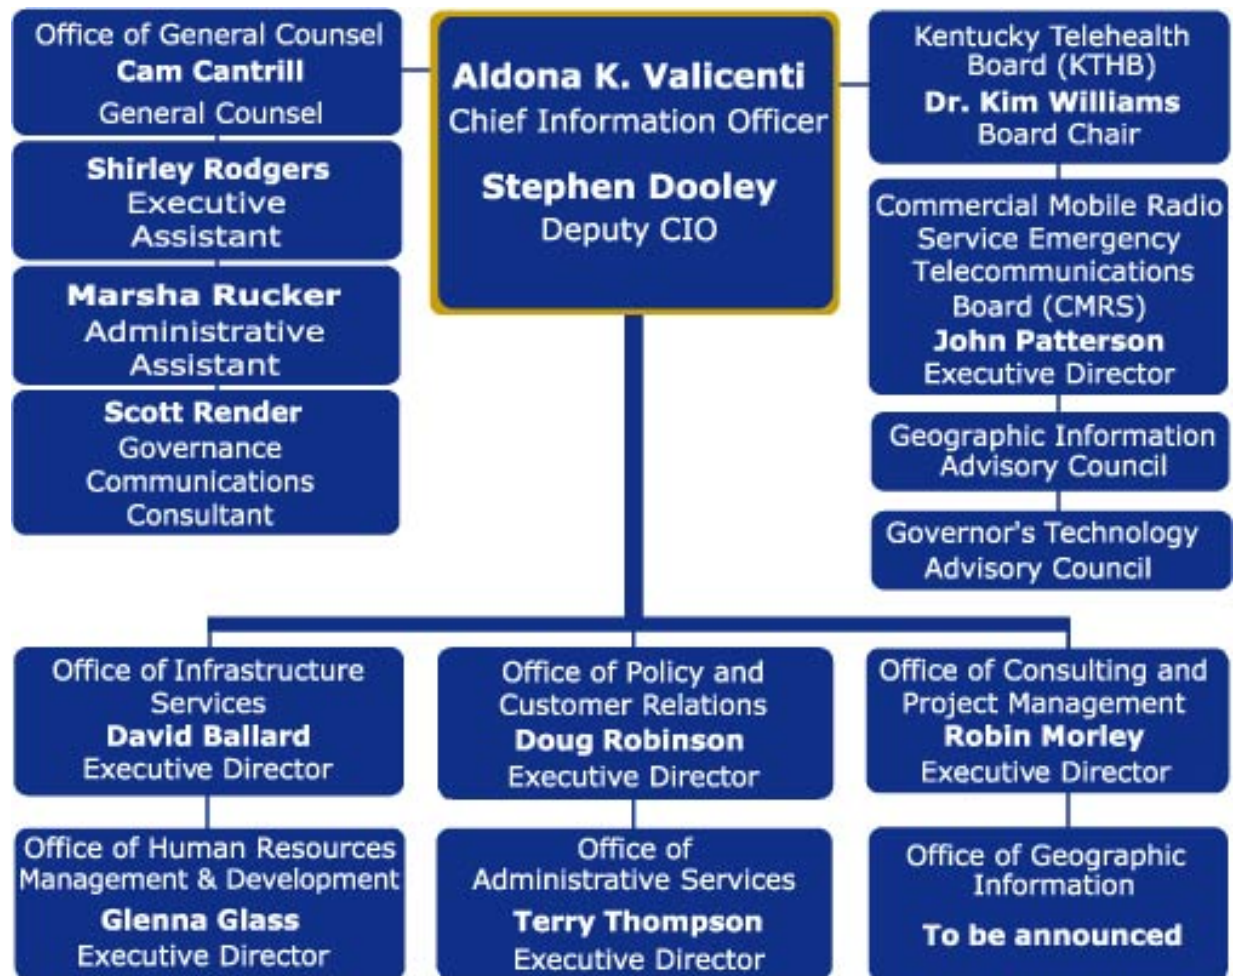 Office of General Counsel
Cam Cantrill
General Counsel
Shirley Rodgers
Executive
Assistant
Marsha Rucker
Administrative
Assistant
Scott Render
Governance
Communications
Consultant
Aldona K. Valicenti
Chief Information Officer
Stephen Dooley
Deputy CIO
Kentucky Telehealth
Board (KTHB)
Dr. Kim Williams
Board Chair
Commercial Mobile Radio
Service Emergency
Telecommunications
Board (CMRS)
John Patterson
Executive Director
Geographic Information
Advisory Council
Governor's Technology
Advisory Council
Office of Infrastructure
Services
David Ballard
Executive Director
Office of Policy and
Customer Relations
Doug Robinson
Executive Director
Office of Consulting and
Project Management
Robin Morley
Executive Director
Office of Human Resources
Management & Development
Glenna Glass
Executive Director
Office of
Administrative Services
Terry Thompson
Executive Director
Office of Geographic
Information
To be announced